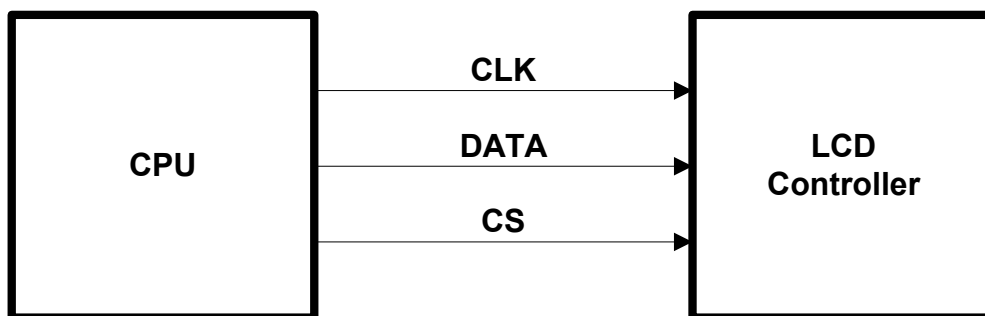 CPU
CLK
DATA
CS
LCD
Controller